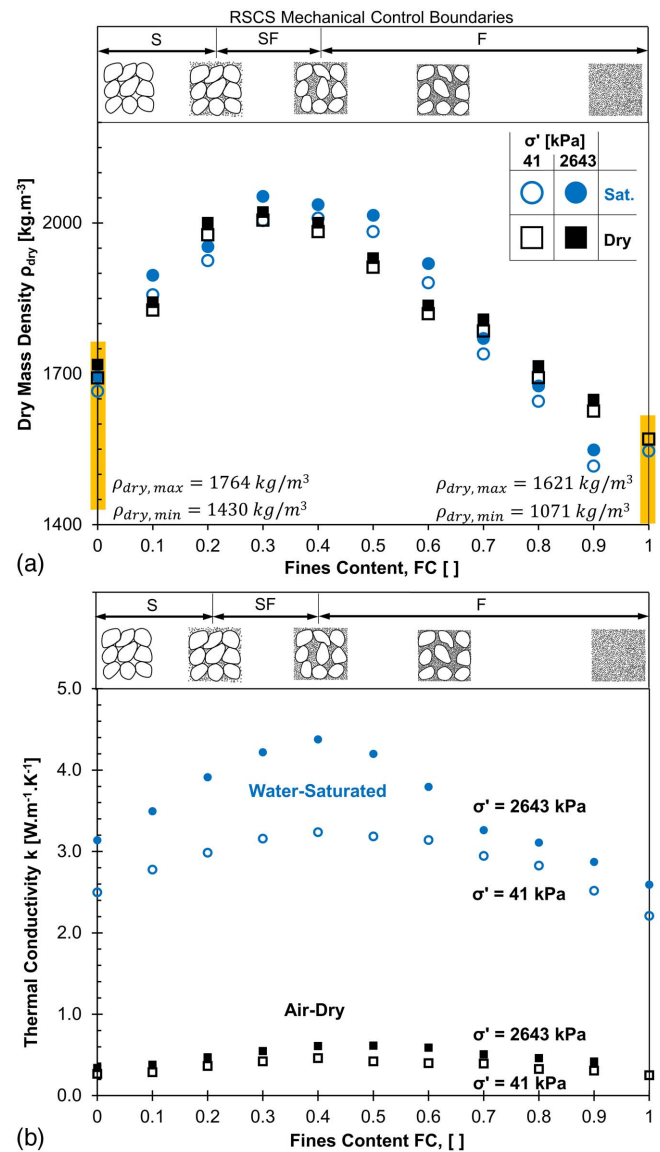 (a)
RSCS Mechanical Control Boundaries
S SF F
σ' [kPa]
41 2643
Sat.
Dry
Dry Mass Density ρdry [kg.m-3]
2000
1700
1400
ρdry,max = 1764 kg/m³
ρdry,min = 1430 kg/m³
ρdry,max = 1621 kg/m³
ρdry,min = 1071 kg/m³
0 0.1 0.2 0.3 0.4 0.5 0.6 0.7 0.8 0.9 1
Fines Content, FC [ ]
(b)
S SF F
Thermal Conductivity k [W.m-1.K-1]
5.0
4.0
3.0
2.0
1.0
0.0
Water-Saturated
σ' = 2643 kPa
σ' = 41 kPa
Air-Dry
σ' = 2643 kPa
σ' = 41 kPa
0 0.1 0.2 0.3 0.4 0.5 0.6 0.7 0.8 0.9 1
Fines Content FC, [ ]